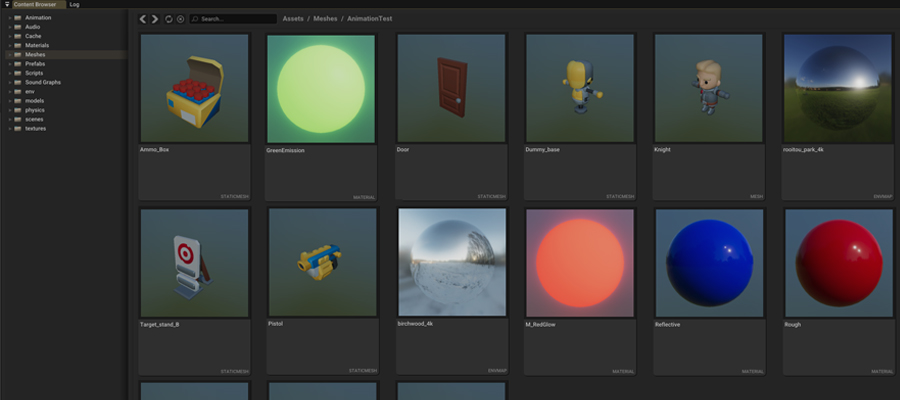 Content Browser
Log
Search...
Assets / Meshes / AnimationTest
Animation
Audio
Cache
Materials
Meshes
Prefabs
Scripts
Sound Graphs
env
models
physics
scenes
textures
Ammo_Box
STATICMESH
GreenEmission
MATERIAL
Door
STATICMESH
Dummy_base
STATICMESH
Knight
MESH
rooitou_park_4k
ENVMAP
Target_stand_B
STATICMESH
Pistol
STATICMESH
birchwood_4k
ENVMAP
M_RedGlow
MATERIAL
Reflective
MATERIAL
Rough
MATERIAL